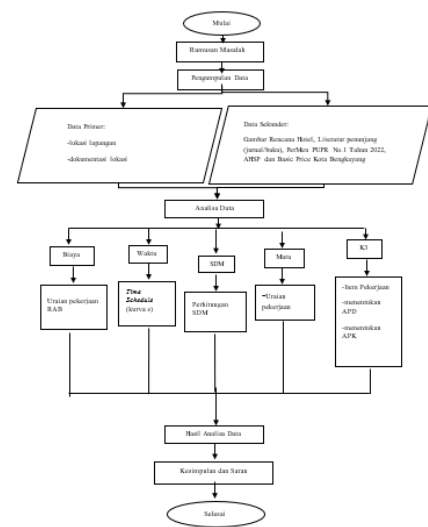 Mulai
Rumusan Masalah
Pengumpulan Data
Data Primer:
-lokasi lapangan
-dokumentasi lokasi
Data Sekunder:
Gambar Rencana Hotel, Literatur penunjang
(jurnal/buku), PerMen PUPR No.1 Tahun 2022,
AHSP dan Basic Price Kota Bengkayang
Analisa Data
Biaya
Waktu
SDM
Mutu
K3
Uraian pekerjaan
RAB
Time
Schedule
(kurva s)
Perhitungan
SDM
-Uraian
pekerjaan
-Item Pekerjaan
-menentukan
APD
-menentukan
APK
Hasil Analisa Data
Kesimpulan dan Saran
Selesai